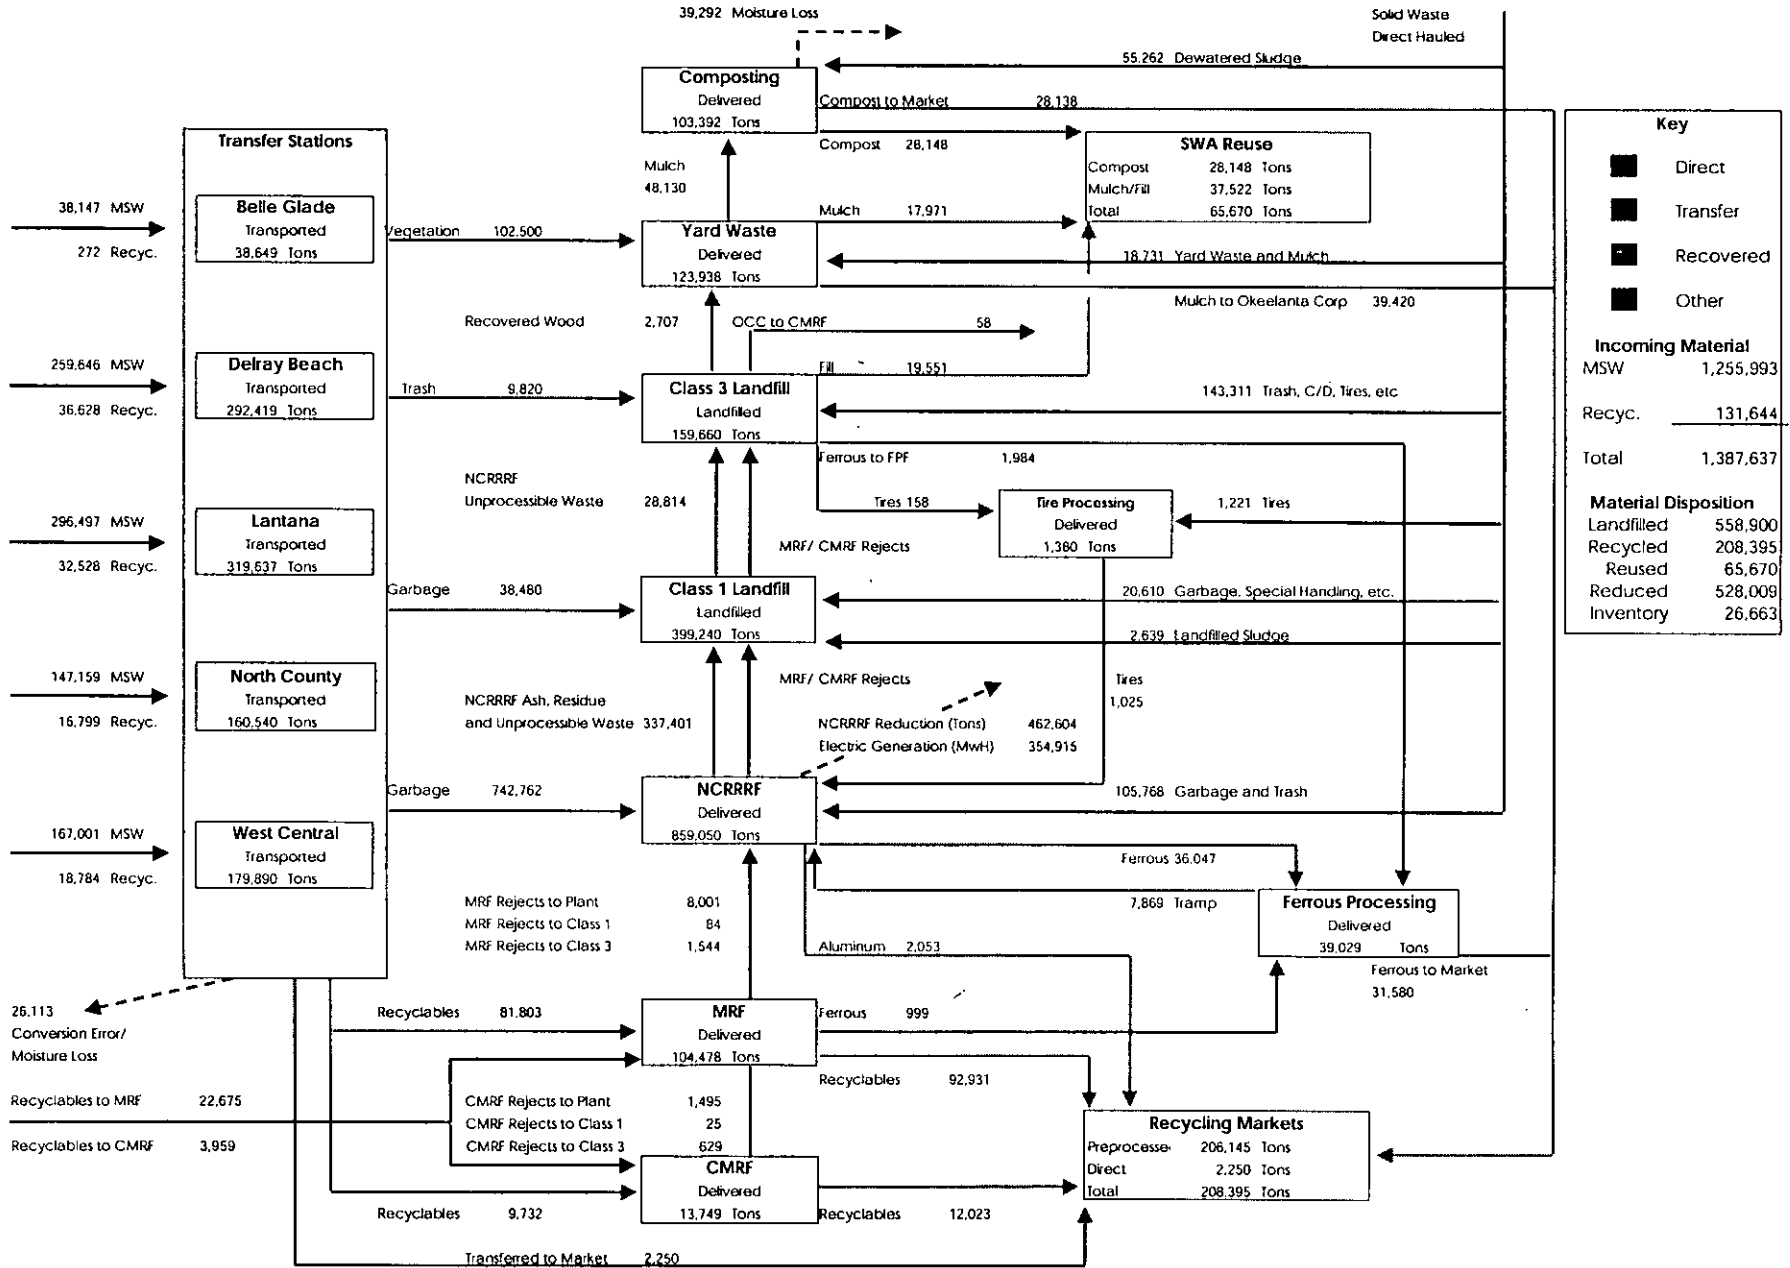 39,292 Moisture Loss
Solid Waste
Direct Hauled
55,262 Dewatered Sludge
Composting
Delivered
103,392 Tons
Compost to Market 28,138
Compost 28,148
Key
Direct
Transfer
Recovered
Other
Transfer Stations
SWA Reuse
Compost 28,148 Tons
Mulch/Fill 37,522 Tons
Total 65,670 Tons
Mulch
48,130
38,147 MSW
272 Recyc.
Belle Glade
Transported
38,649 Tons
Vegetation 102,500
Mulch 17,971
Yard Waste
Delivered
123,938 Tons
18,731 Yard Waste and Mulch
Mulch to Okeelanta Corp 39,420
Recovered Wood 2,707
OCC to CMRF 58
Incoming Material
MSW 1,255,993
Recyc. 131,644
Total 1,387,637
259,646 MSW
36,628 Recyc.
Delray Beach
Transported
292,419 Tons
Trash 9,820
Fill 19,551
Class 3 Landfill
Landfilled
159,660 Tons
143,311 Trash, C/D, Tires, etc
Ferrous to FPF 1,984
NCRRRF
Unprocessible Waste 28,814
Tires 158
Tire Processing
Delivered
1,380 Tons
1,221 Tires
Material Disposition
Landfilled 558,900
Recycled 208,395
Reused 65,670
Reduced 528,009
Inventory 26,663
296,497 MSW
32,528 Recyc.
Lantana
Transported
319,637 Tons
MRF/ CMRF Rejects
Garbage 38,480
Class 1 Landfill
Landfilled
399,240 Tons
20,610 Garbage, Special Handling, etc.
2,639 Landfilled Sludge
147,159 MSW
16,799 Recyc.
North County
Transported
160,540 Tons
MRF/ CMRF Rejects
Tires
1,025
NCRRRF Ash, Residue
and Unprocessible Waste 337,401
NCRRRF Reduction (Tons) 462,604
Electric Generation (MwH) 354,915
Garbage 742,762
NCRRRF
Delivered
859,050 Tons
105,768 Garbage and Trash
167,001 MSW
18,784 Recyc.
West Central
Transported
179,890 Tons
Ferrous 36,047
7,869 Tramp
MRF Rejects to Plant 8,001
MRF Rejects to Class 1 84
MRF Rejects to Class 3 1,544
Aluminum 2,053
Ferrous Processing
Delivered
39,029 Tons
Ferrous to Market
31,580
26,113
Conversion Error/
Moisture Loss
Recyclables 81,803
MRF
Delivered
104,478 Tons
Ferrous 999
Recyclables 92,931
Recyclables to MRF 22,675
Recyclables to CMRF 3,959
CMRF Rejects to Plant 1,495
CMRF Rejects to Class 1 25
CMRF Rejects to Class 3 629
Recycling Markets
Preprocesse 206,145 Tons
Direct 2,250 Tons
Total 208,395 Tons
CMRF
Delivered
13,749 Tons
Recyclables 9,732
Recyclables 12,023
Transferred to Market 2,250